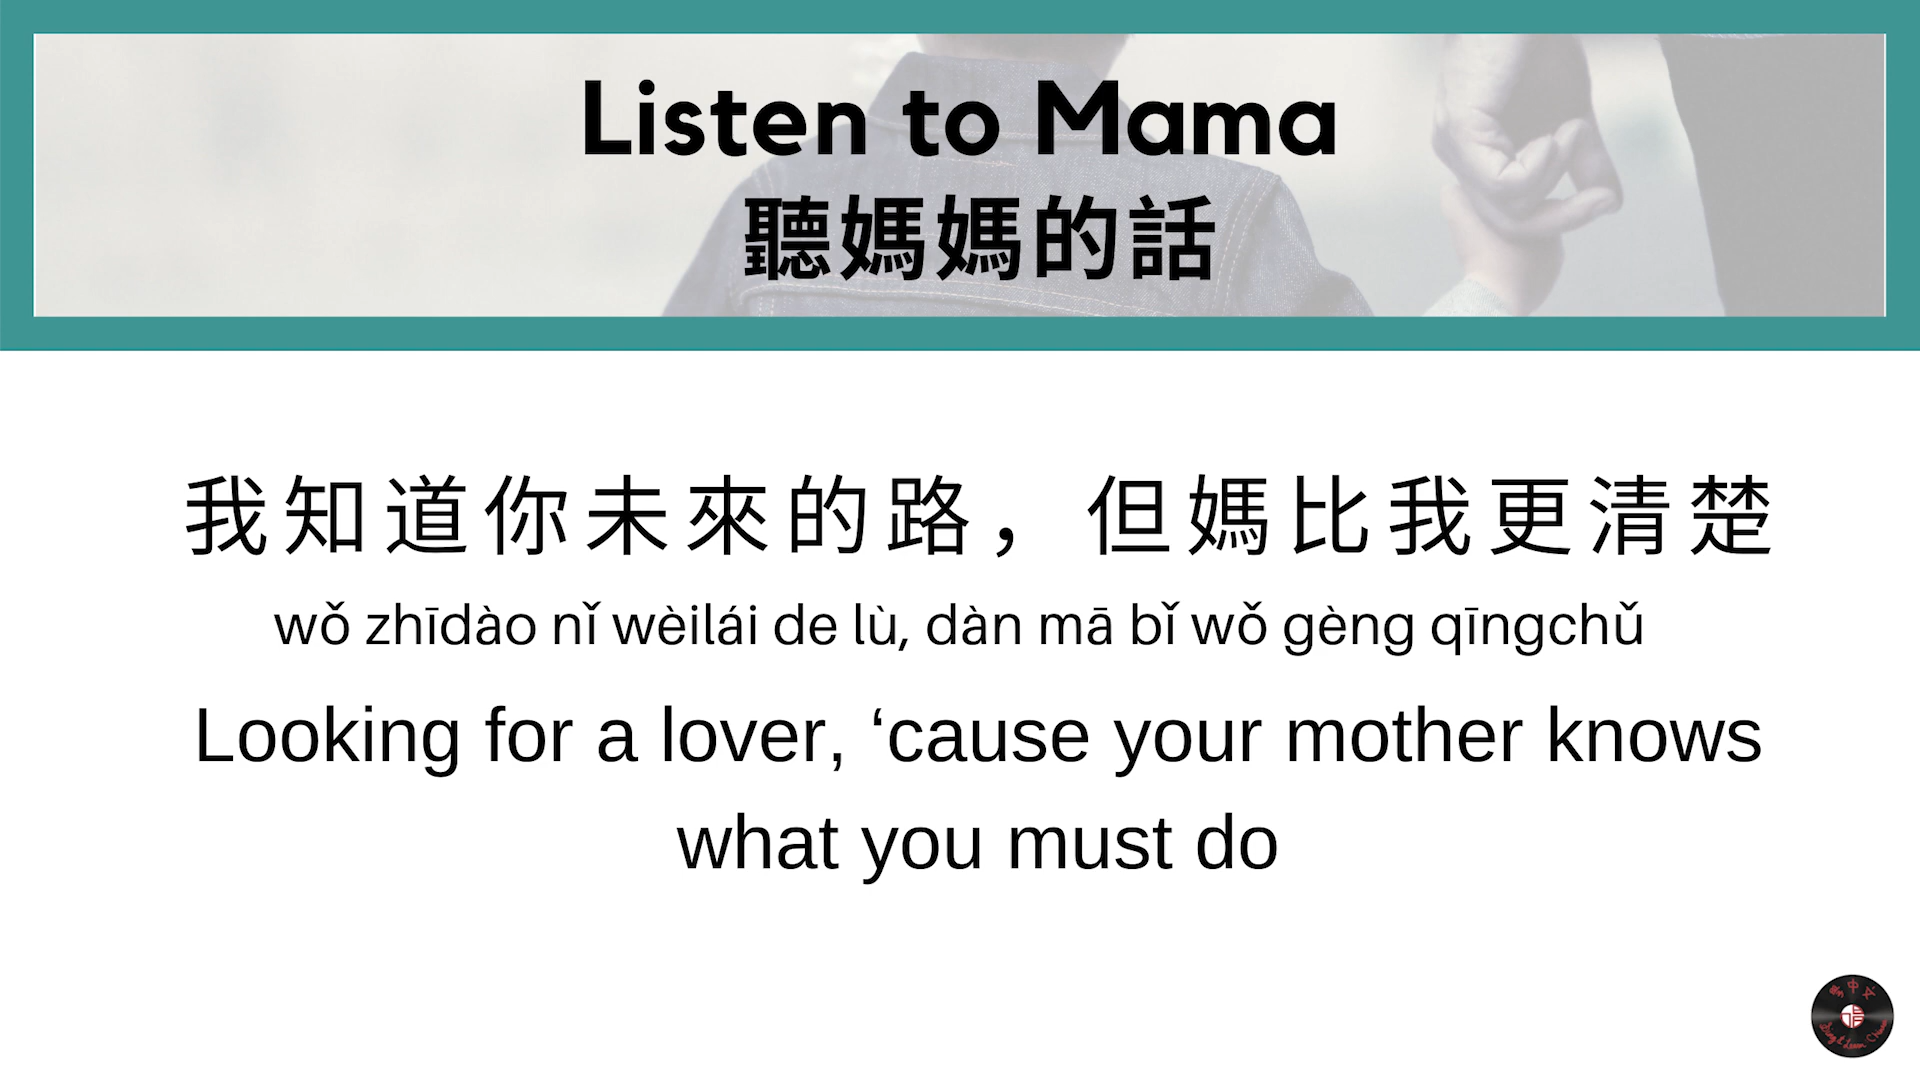 Listen to Mama
聽媽媽的話
我知道你未來的路，但媽比我更清楚
wǒ zhīdào nǐ wèilái de lù, dàn mā bǐ wǒ gèng qīngchǔ
Looking for a lover, ‘cause your mother knows
what you must do